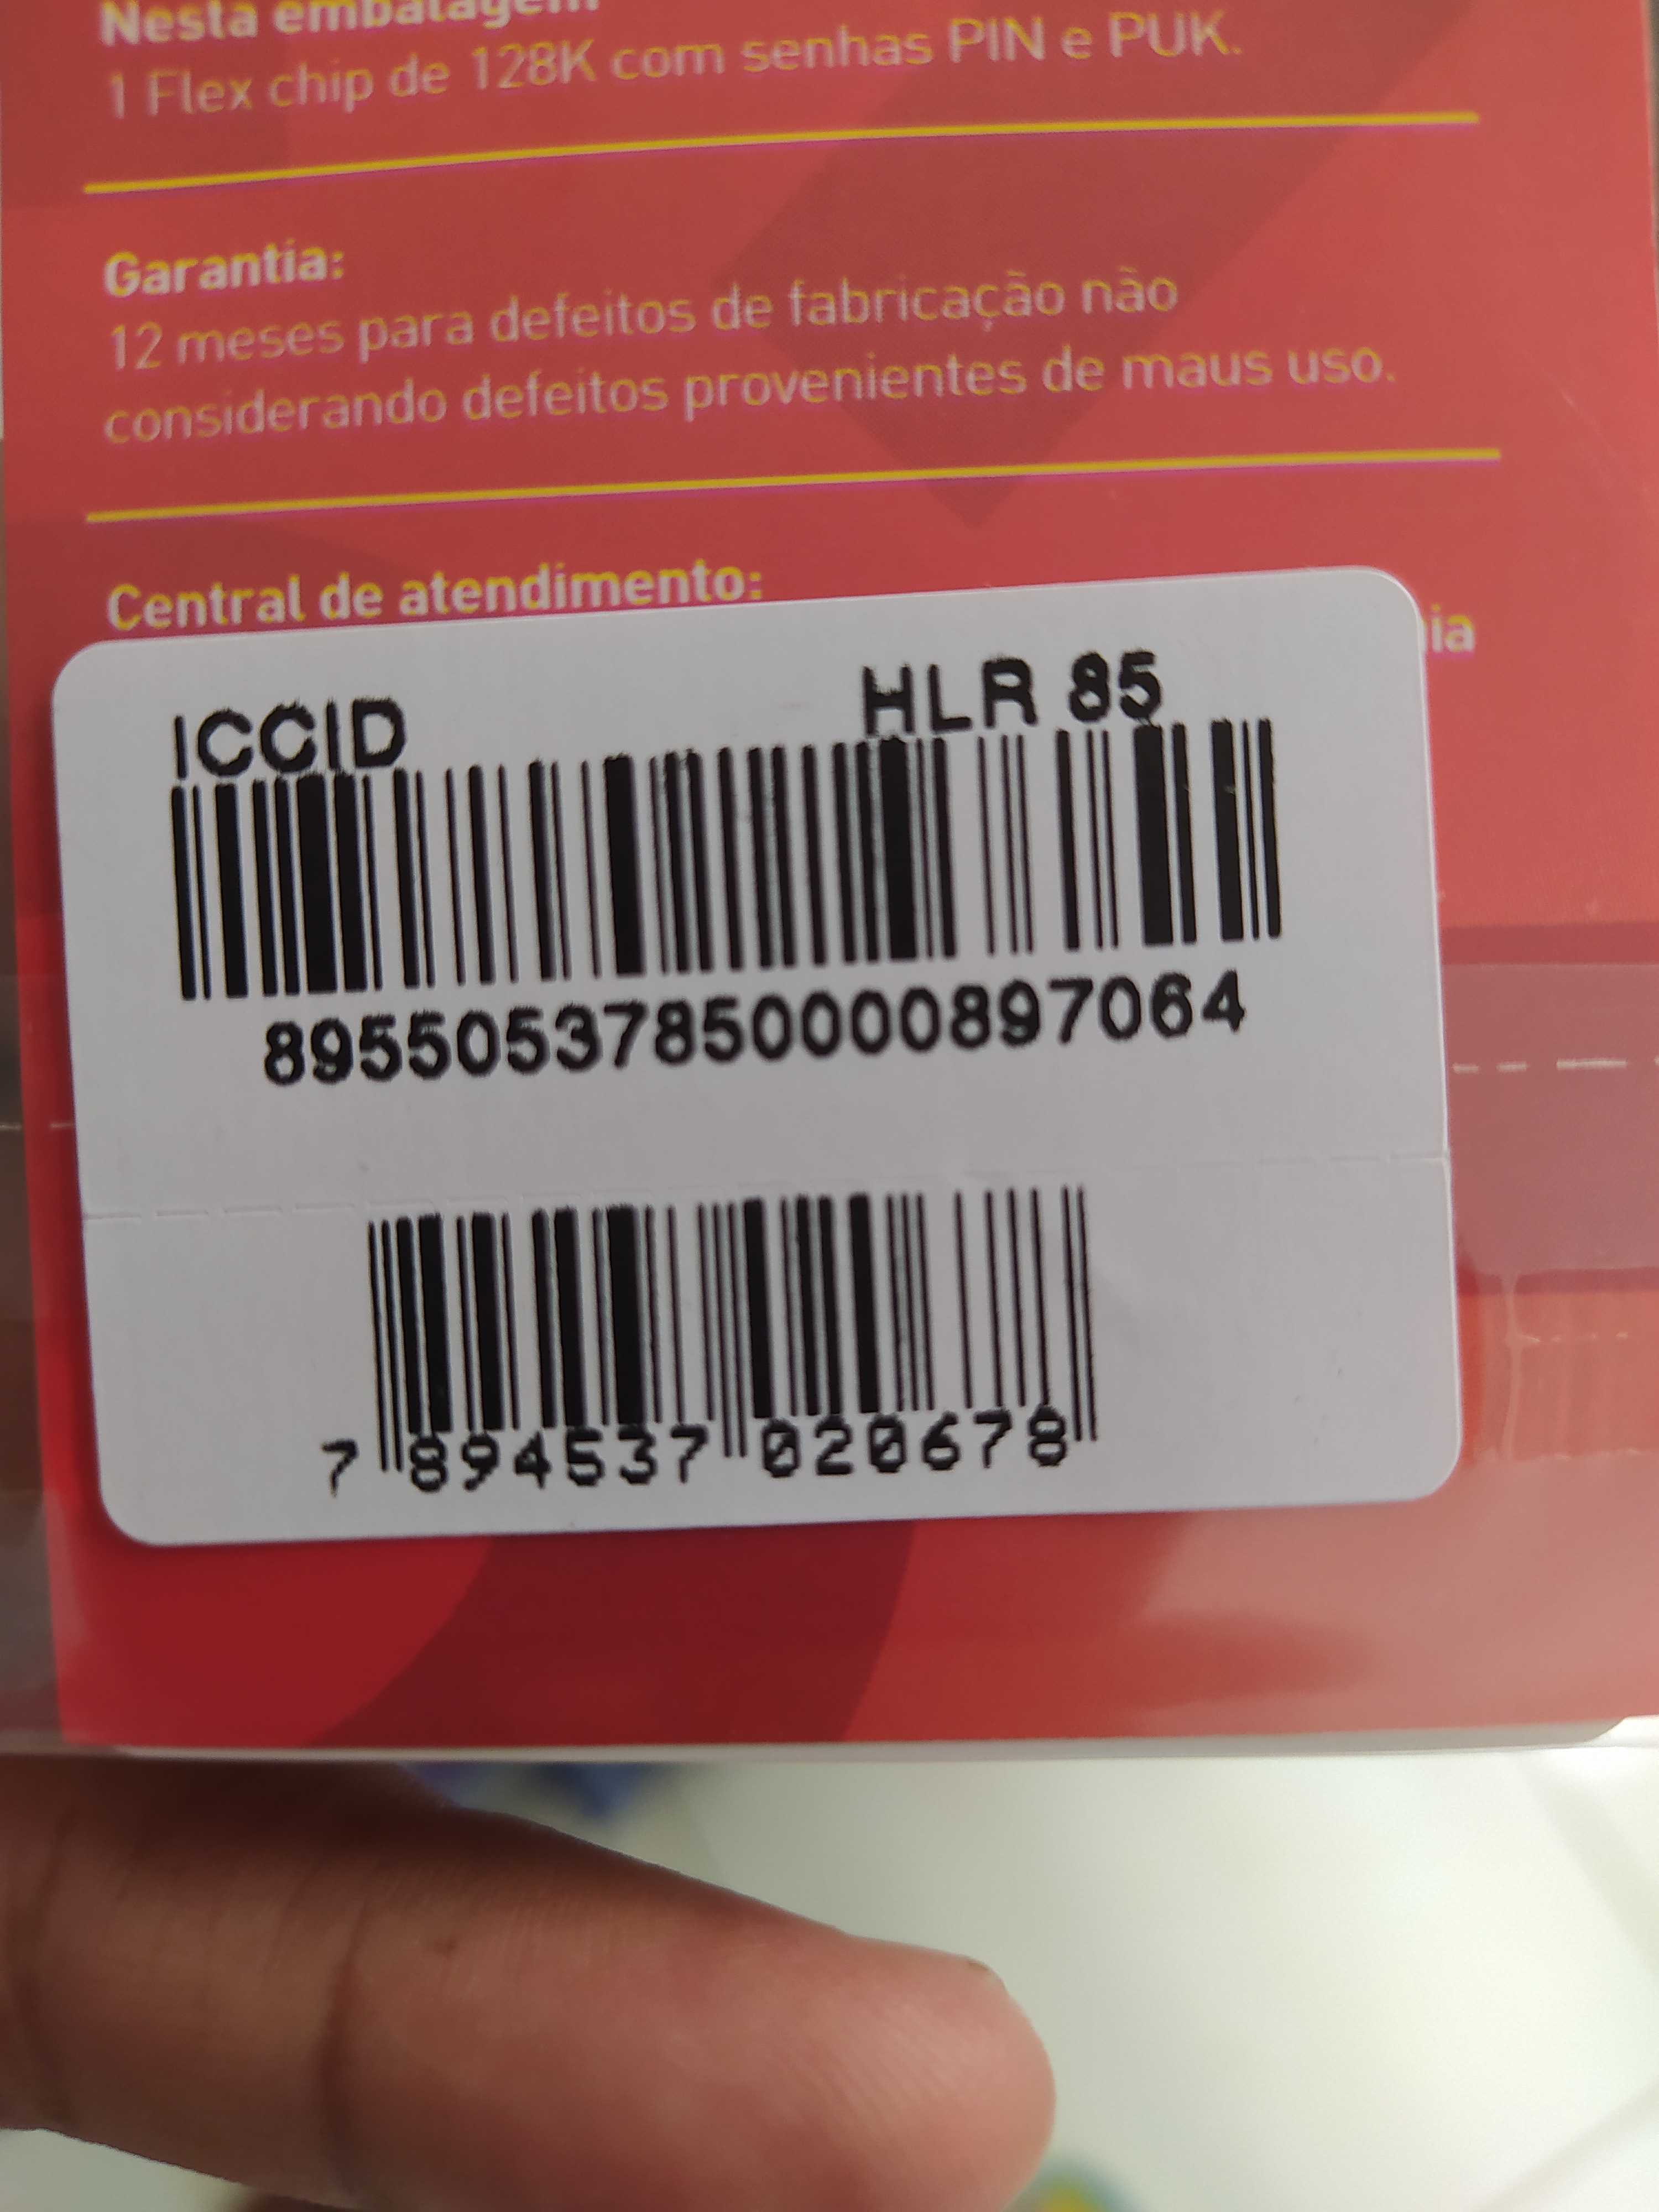 Nesta embalagem
1 Flex chip de 128K com senhas PIN e PUK.
Garantia:
12 meses para defeitos de fabricação não
considerando defeitos provenientes de maus uso.
Central de atendimento:
ICCID HLR 85
89550537850000897064
7 894537 020678